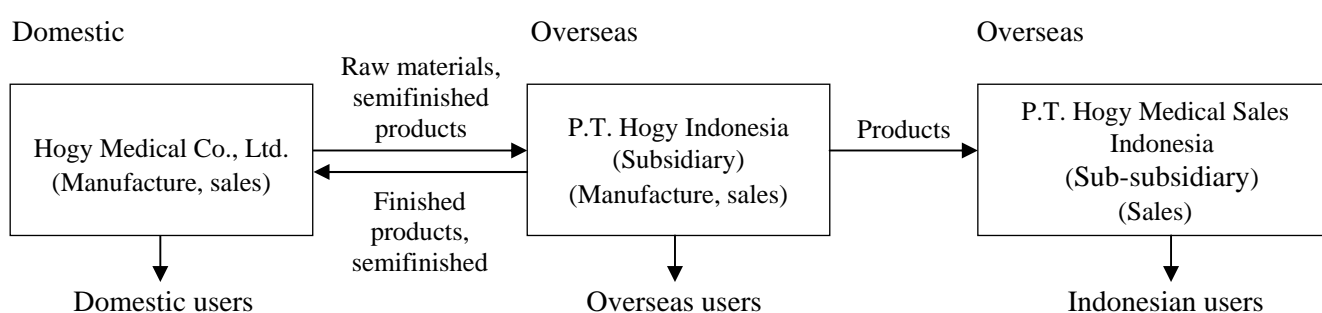 Domestic
Overseas
Overseas
Raw materials,
semifinished
products
Hogy Medical Co., Ltd.
(Manufacture, sales)
P.T. Hogy Indonesia
(Subsidiary)
(Manufacture, sales)
Products
P.T. Hogy Medical Sales
Indonesia
(Sub-subsidiary)
(Sales)
Finished
products,
semifinished
Domestic users
Overseas users
Indonesian users